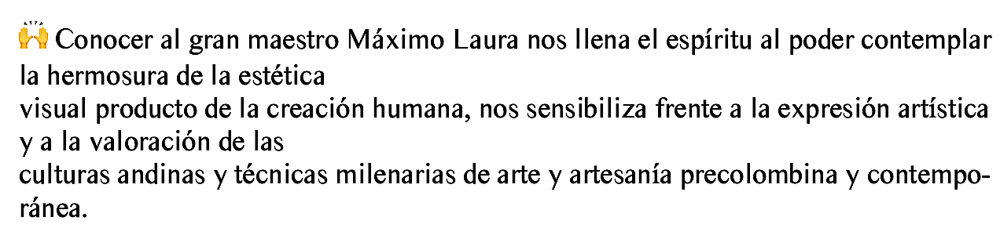 🙌 Conocer al gran maestro Máximo Laura nos llena el espíritu al poder contemplar
la hermosura de la estética
visual producto de la creación humana, nos sensibiliza frente a la expresión artística
y a la valoración de las
culturas andinas y técnicas milenarias de arte y artesanía precolombina y contempo-
ránea.